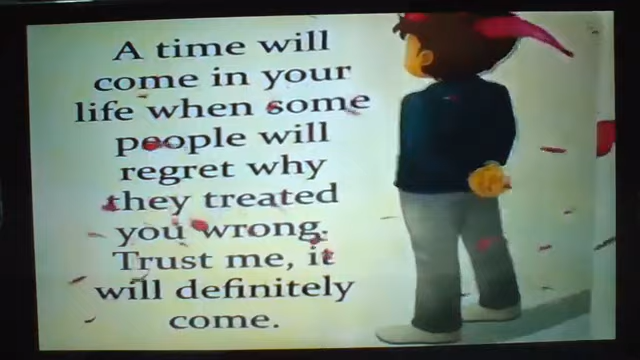 A time will
come in your
life when some
people will
regret why
they treated
you wrong.
Trust me, it
will definitely
come.